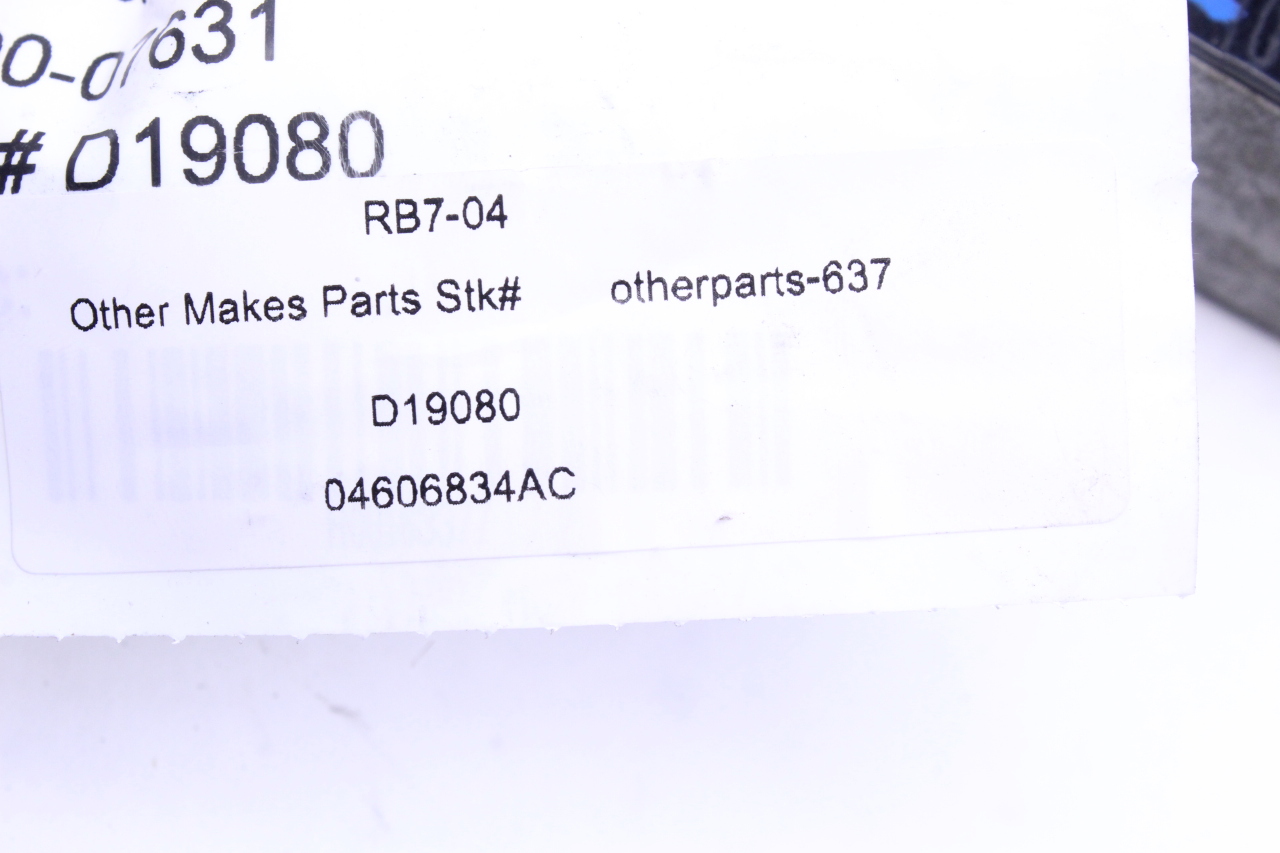 # D19080
RB7-04
Other Makes Parts Stk# otherparts-637
D19080
04606834AC